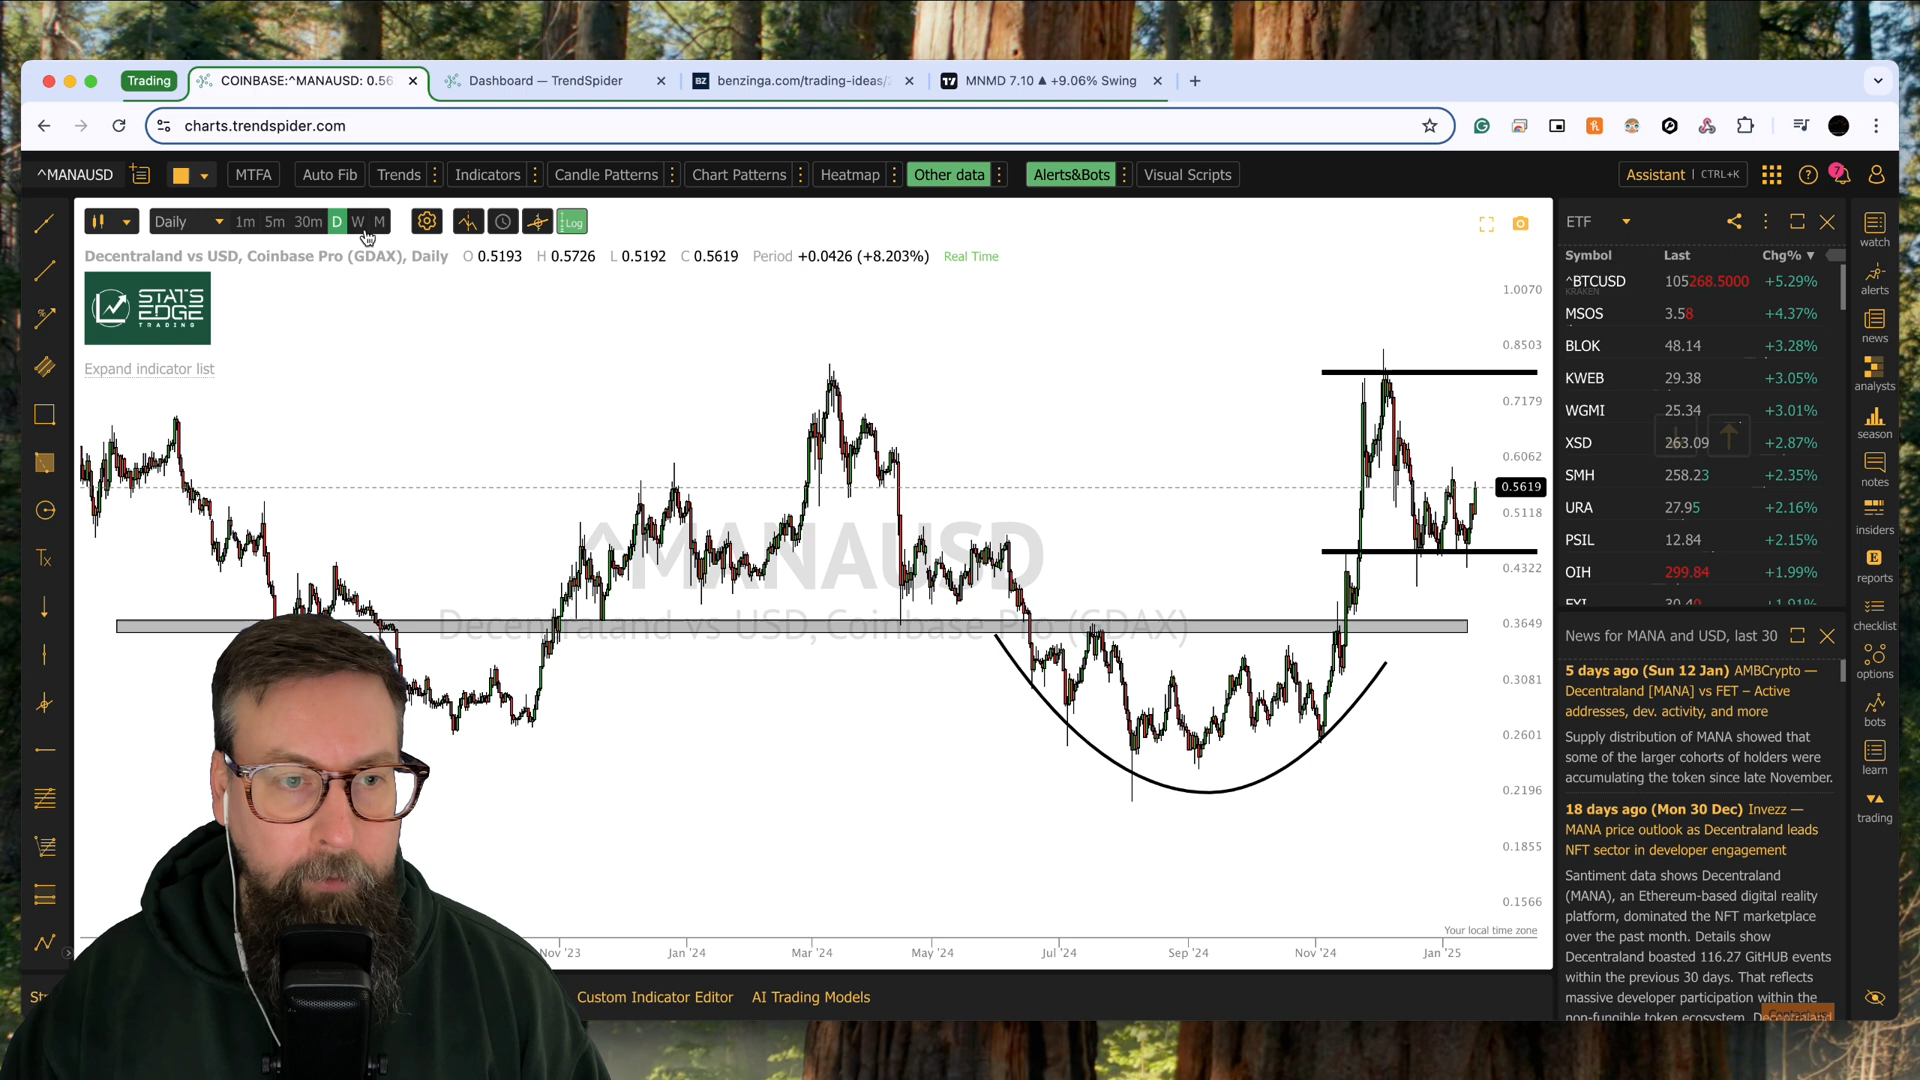 Trading
COINBASE:^MANAUSD: 0.56
Dashboard — TrendSpider
BZ
benzinga.com/trading-ideas/
MNMD 7.10 ▲ +9.06% Swing
charts.trendspider.com
^MANAUSD
MTFA
Auto Fib
Trends
Indicators
Candle Patterns
Chart Patterns
Heatmap
Other data
Alerts&Bots
Visual Scripts
Assistant | CTRL+K
7
Daily
1m 5m 30m D W M
Log
Decentraland vs USD, Coinbase Pro (GDAX), Daily O 0.5193 H 0.5726 L 0.5192 C 0.5619 Period +0.0426 (+8.203%) Real Time
STATS
EDGE
TRADING
Expand indicator list
^MANAUSD
Decentraland vs USD, Coinbase Pro (GDAX)
1.0070
0.8503
0.7179
0.6062
0.5619
0.5118
0.4322
0.3649
0.3081
0.2601
0.2196
0.1855
0.1566
Your local time zone
Nov '23
Jan '24
Mar '24
May '24
Jul '24
Sep '24
Nov '24
Jan '25
Custom Indicator Editor
AI Trading Models
Tx
ETF
Symbol Last Chg% ▼
^BTCUSD 105268.5000 +5.29%
KRAKEN
MSOS 3.58 +4.37%
BLOK 48.14 +3.28%
KWEB 29.38 +3.05%
WGMI 25.34 +3.01%
XSD 263.09 +2.87%
SMH 258.23 +2.35%
URA 27.95 +2.16%
PSIL 12.84 +2.15%
OIH 299.84 +1.99%
News for MANA and USD, last 30
5 days ago (Sun 12 Jan) AMBCrypto —
Decentraland [MANA] vs FET – Active
addresses, dev. activity, and more
Supply distribution of MANA showed that
some of the larger cohorts of holders were
accumulating the token since late November.
18 days ago (Mon 30 Dec) Invezz —
MANA price outlook as Decentraland leads
NFT sector in developer engagement
Santiment data shows Decentraland
(MANA), an Ethereum-based digital reality
platform, dominated the NFT marketplace
over the past month. Details show
Decentraland boasted 116.27 GitHUB events
within the previous 30 days. That reflects
massive developer participation within the
non-fungible token ecosystem. Decentraland
watch
alerts
news
analysts
season
notes
insiders
reports
checklist
options
bots
learn
trading